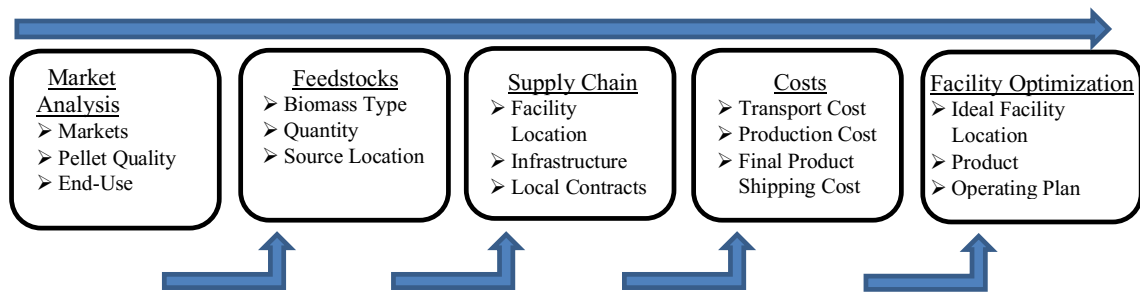 Market
Analysis
➢ Markets
➢ Pellet Quality
➢ End-Use
Feedstocks
➢ Biomass Type
➢ Quantity
➢ Source Location
Supply Chain
➢ Facility
Location
➢ Infrastructure
➢ Local Contracts
Costs
➢ Transport Cost
➢ Production Cost
➢ Final Product
Shipping Cost
Facility Optimization
➢ Ideal Facility
Location
➢ Product
➢ Operating Plan